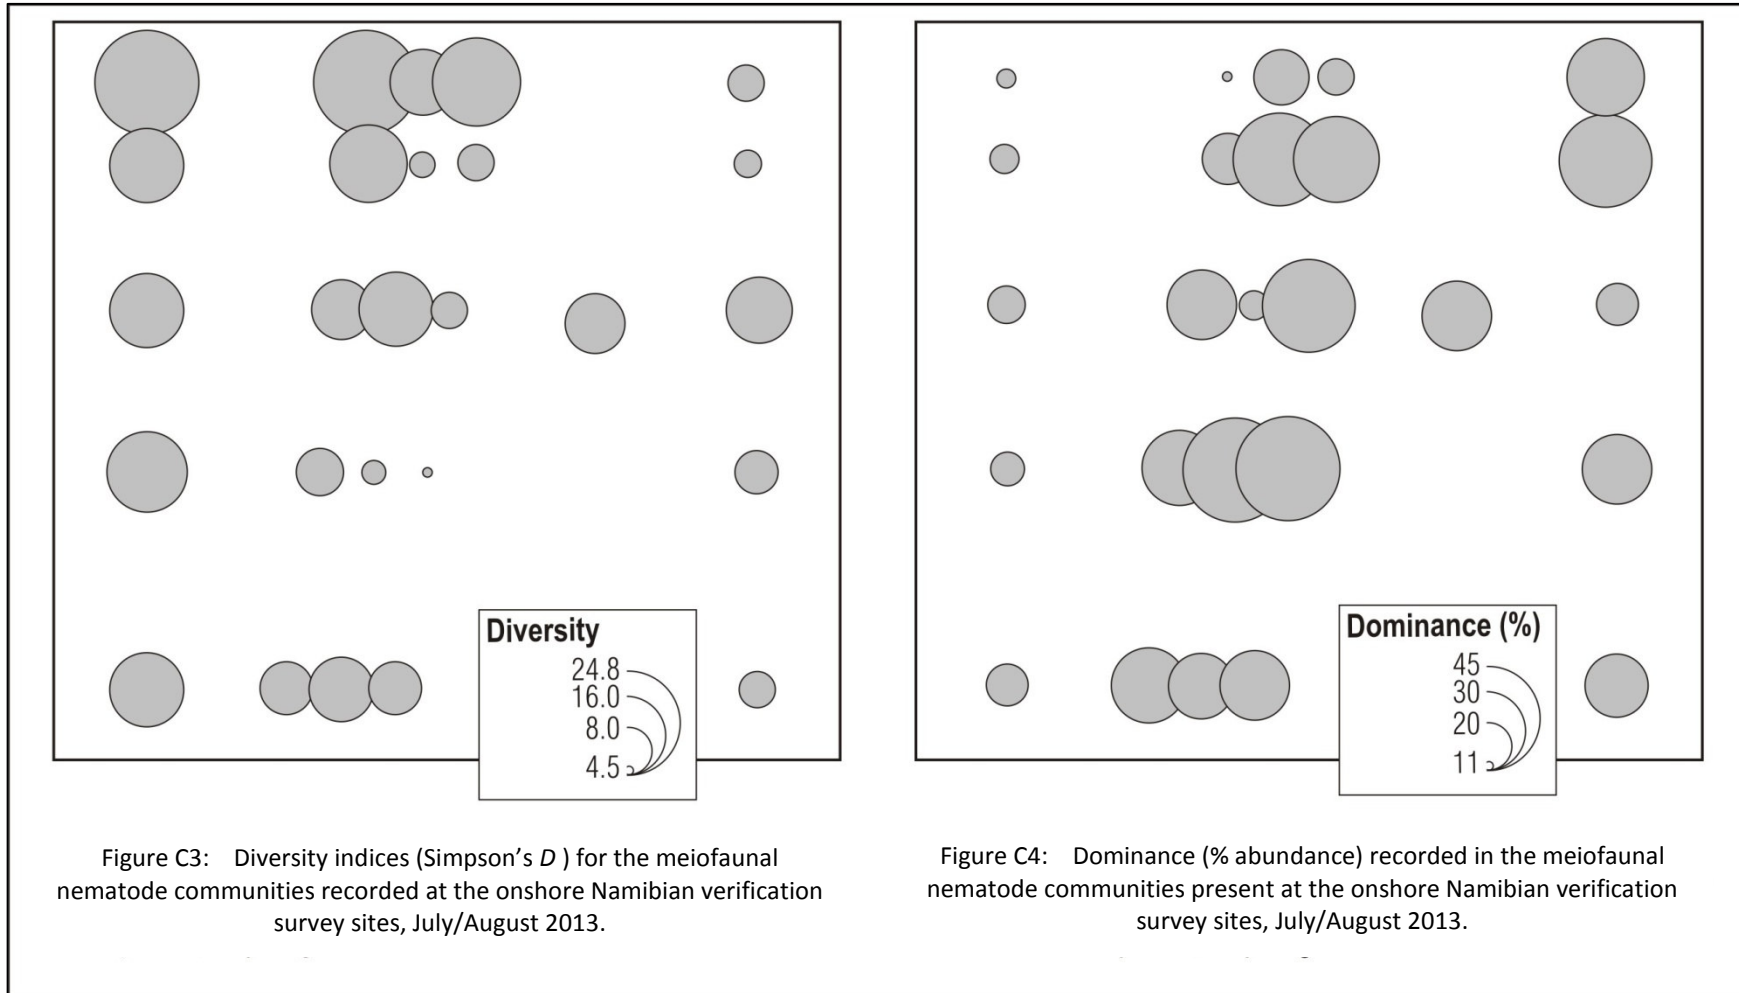 Diversity
24.8
16.0
8.0
4.5
Figure C3: Diversity indices (Simpson’s D ) for the meiofaunal
nematode communities recorded at the onshore Namibian verification
survey sites, July/August 2013.
Dominance (%)
45
30
20
11
Figure C4: Dominance (% abundance) recorded in the meiofaunal
nematode communities present at the onshore Namibian verification
survey sites, July/August 2013.